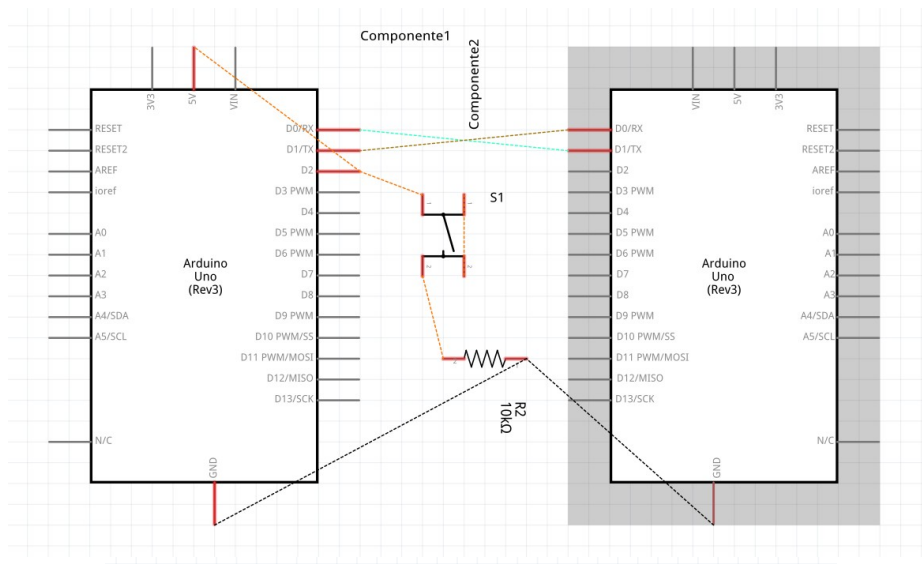 Componente1
Componente2
3V3
5V
VIN
RESET
RESET2
AREF
ioref
A0
A1
A2
A3
A4/SDA
A5/SCL
N/C
Arduino
Uno
(Rev3)
D0/RX
D1/TX
D2
D3 PWM
D4
D5 PWM
D6 PWM
D7
D8
D9 PWM
D10 PWM/SS
D11 PWM/MOSI
D12/MISO
D13/SCK
GND
S1
R2
10kΩ
VIN
5V
3V3
D0/RX
D1/TX
D2
D3 PWM
D4
D5 PWM
D6 PWM
D7
D8
D9 PWM
D10 PWM/SS
D11 PWM/MOSI
D12/MISO
D13/SCK
Arduino
Uno
(Rev3)
RESET
RESET2
AREF
ioref
A0
A1
A2
A3
A4/SDA
A5/SCL
N/C
GND